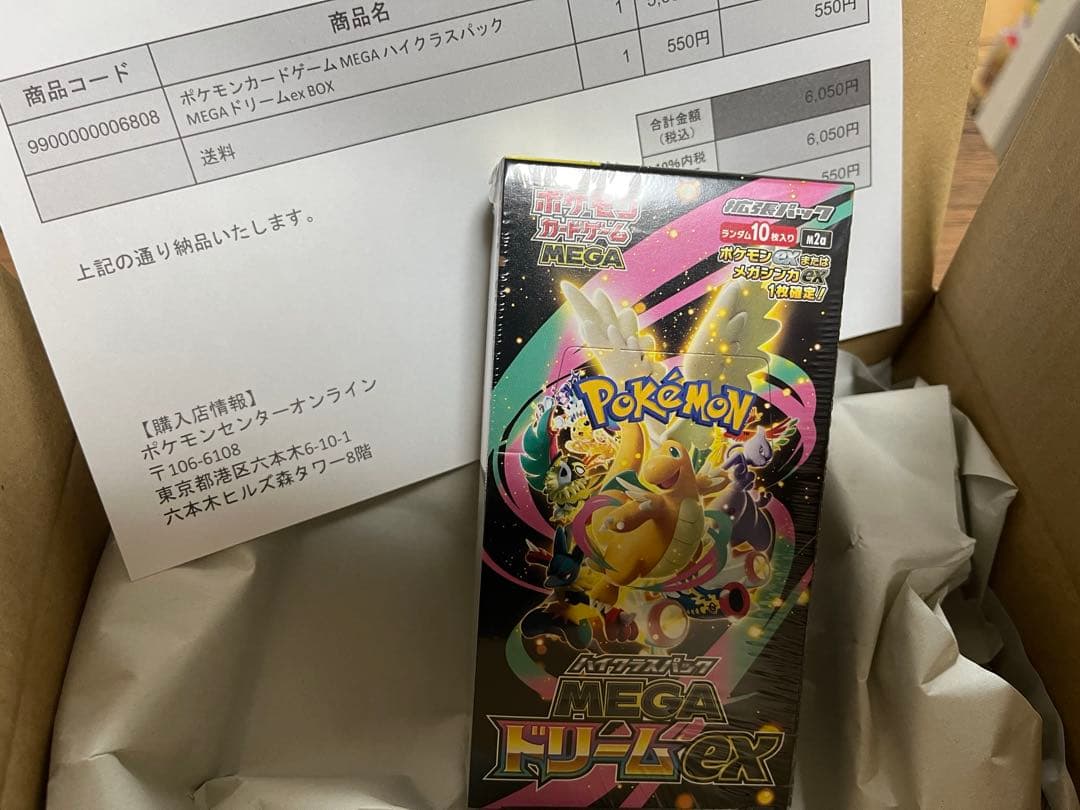 商品コード
商品名
9900000006808
ポケモンカードゲーム MEGA ハイクラスパック
MEGAドリームex BOX
1
550円
送料
1
550円
合計金額
(税込)
6,050円
6,050円
550円
上記の通り納品いたします。
【購入店情報】
ポケモンセンターオンライン
〒106-6108
東京都港区六本木6-10-1
六本木ヒルズ森タワー8階
ポケモン
カードゲーム
MEGA
拡張パック
ランダム10枚入り
M2a
ポケモンexまたは
メガシンカex
1枚確定!
POKéMON
ハイクラスパック
MEGA
ドリームex